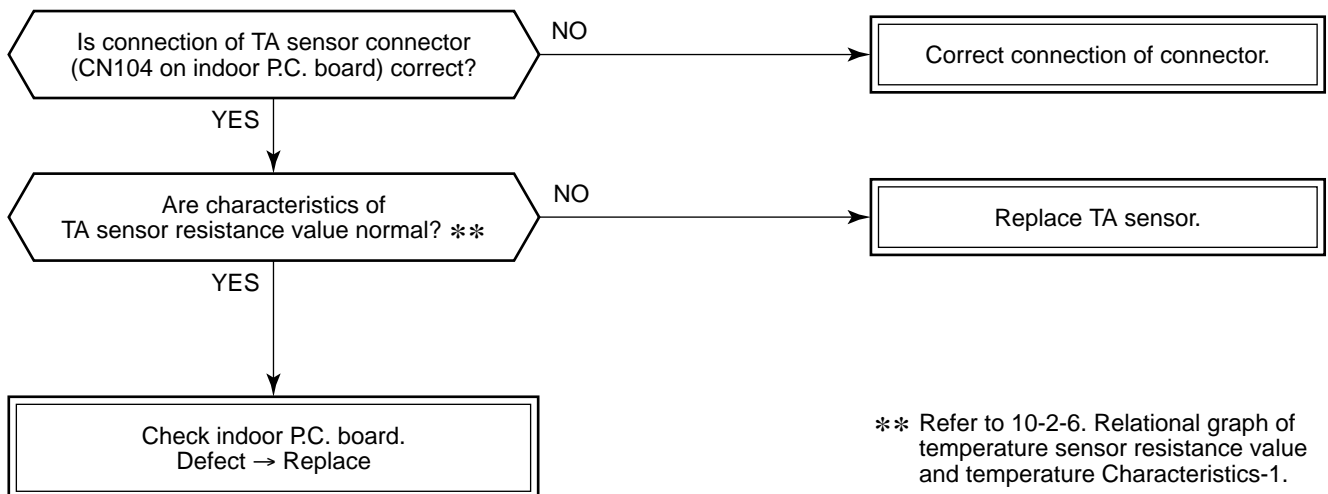 Is connection of TA sensor connector
(CN104 on indoor P.C. board) correct?
NO
Correct connection of connector.
YES
Are characteristics of
TA sensor resistance value normal? ∗∗
NO
Replace TA sensor.
YES
Check indoor P.C. board.
Defect → Replace
∗∗ Refer to 10-2-6. Relational graph of
temperature sensor resistance value
and temperature Characteristics-1.